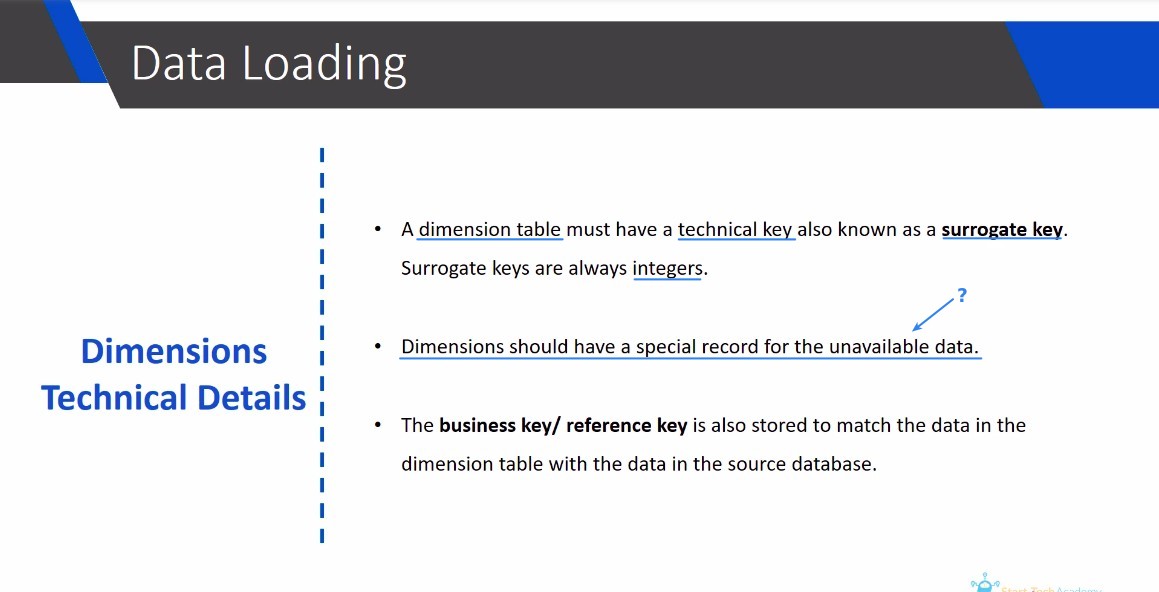 Data Loading
• A dimension table must have a technical key also known as a surrogate key.
Surrogate keys are always integers.
?
• Dimensions should have a special record for the unavailable data.
Dimensions
Technical Details
• The business key/ reference key is also stored to match the data in the
dimension table with the data in the source database.